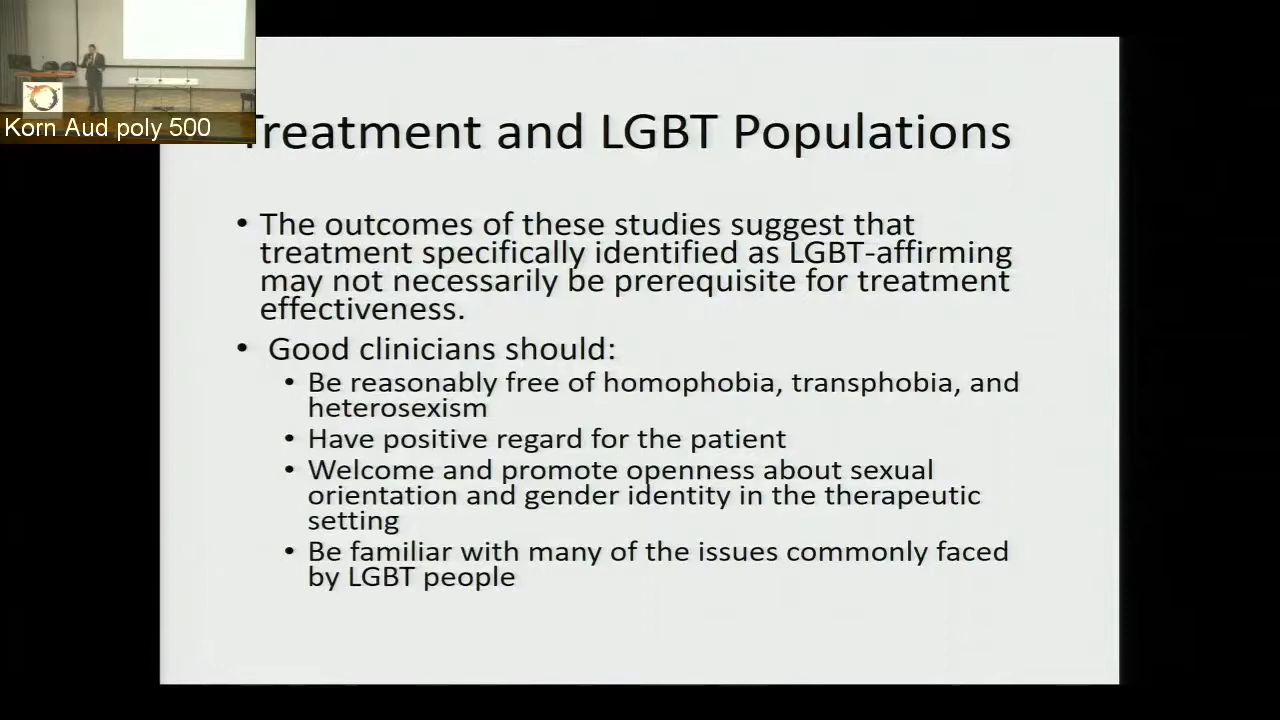 Korn Aud poly 500
Treatment and LGBT Populations
• The outcomes of these studies suggest that
treatment specifically identified as LGBT-affirming
may not necessarily be prerequisite for treatment
effectiveness.
• Good clinicians should:
• Be reasonably free of homophobia, transphobia, and
heterosexism
• Have positive regard for the patient
• Welcome and promote openness about sexual
orientation and gender identity in the therapeutic
setting
• Be familiar with many of the issues commonly faced
by LGBT people